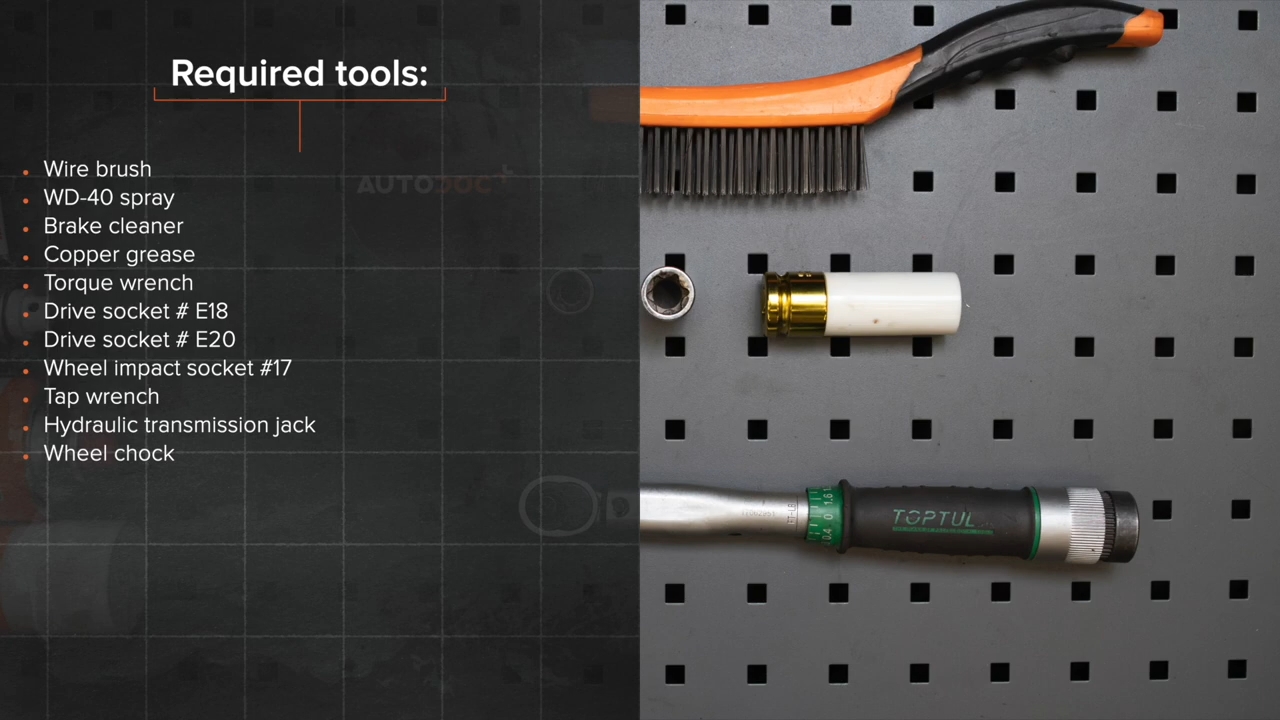 Required tools:
Wire brush
WD-40 spray
Brake cleaner
Copper grease
Torque wrench
Drive socket # E18
Drive socket # E20
Wheel impact socket #17
Tap wrench
Hydraulic transmission jack
Wheel chock
AUTODOC
TOPTUL